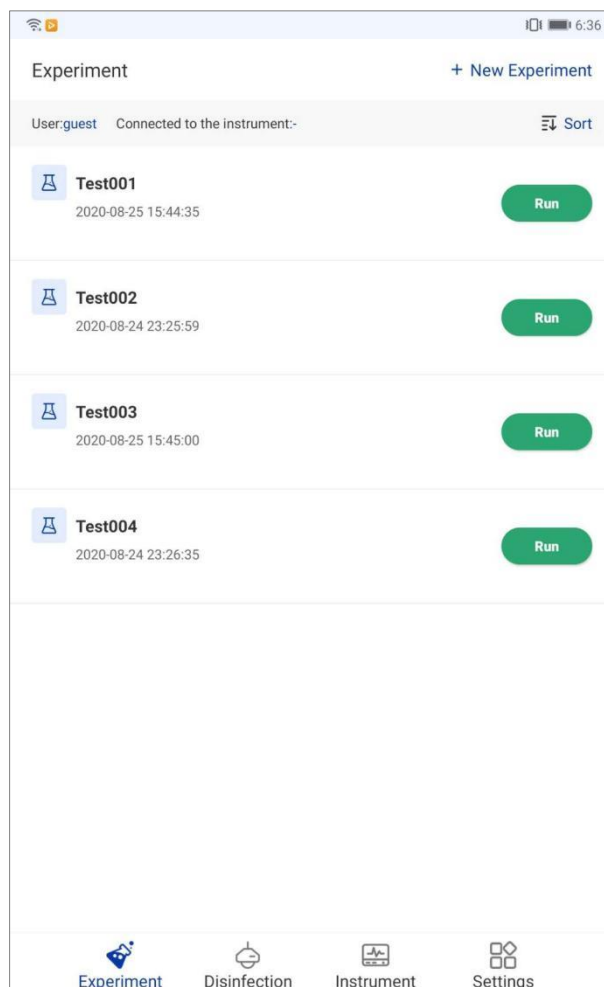 6:36
Experiment + New Experiment
User:guest Connected to the instrument:- Sort
Test001
2020-08-25 15:44:35
Run
Test002
2020-08-24 23:25:59
Run
Test003
2020-08-25 15:45:00
Run
Test004
2020-08-24 23:26:35
Run
Experiment Disinfection Instrument Settings